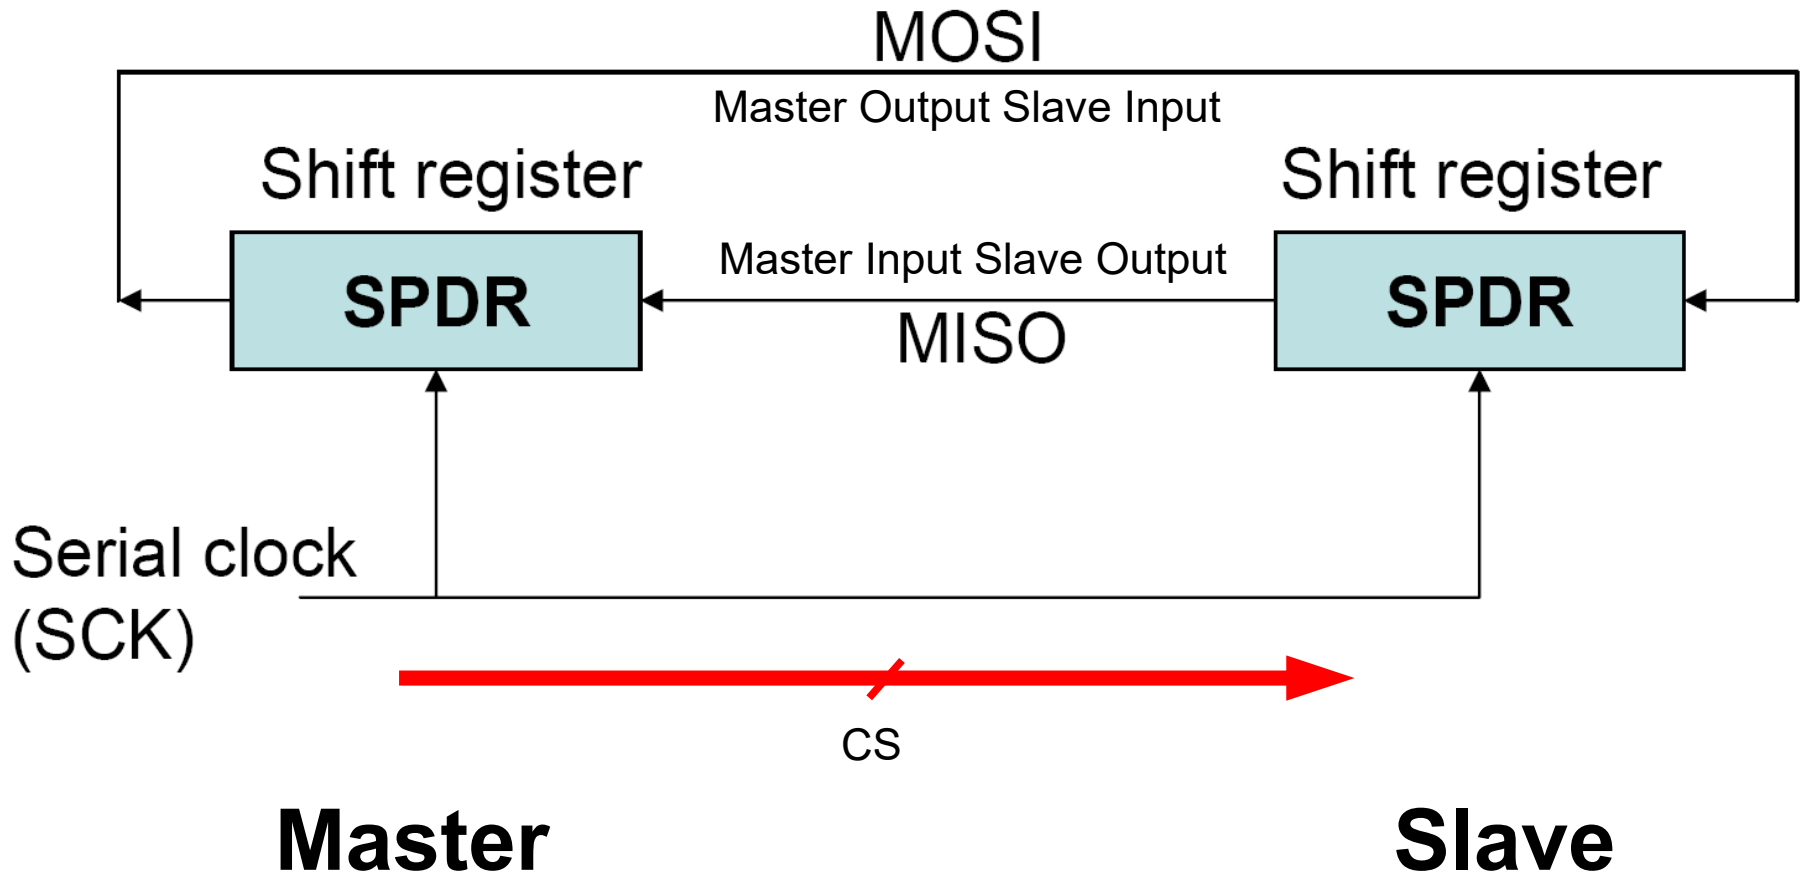 MOSI
Master Output Slave Input
Shift register
Shift register
SPDR
Master Input Slave Output
MISO
SPDR
Serial clock
(SCK)
CS
Master
Slave